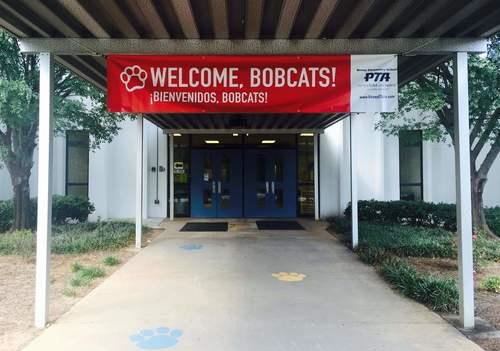 WELCOME, BOBCATS!
¡BIENVENIDOS, BOBCATS!
PTA